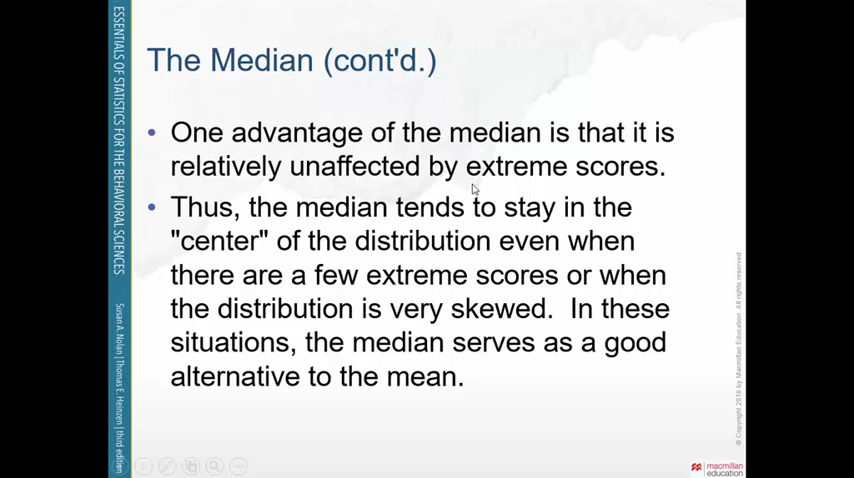 ESSENTIALS OF STATISTICS FOR THE BEHAVIORAL SCIENCES
Susan A. Nolan | Thomas E. Heinzen | third edition
The Median (cont'd.)
• One advantage of the median is that it is
relatively unaffected by extreme scores.
• Thus, the median tends to stay in the
"center" of the distribution even when
there are a few extreme scores or when
the distribution is very skewed. In these
situations, the median serves as a good
alternative to the mean.
© Copyright 2016 by Macmillan Education. All rights reserved
macmillan
education